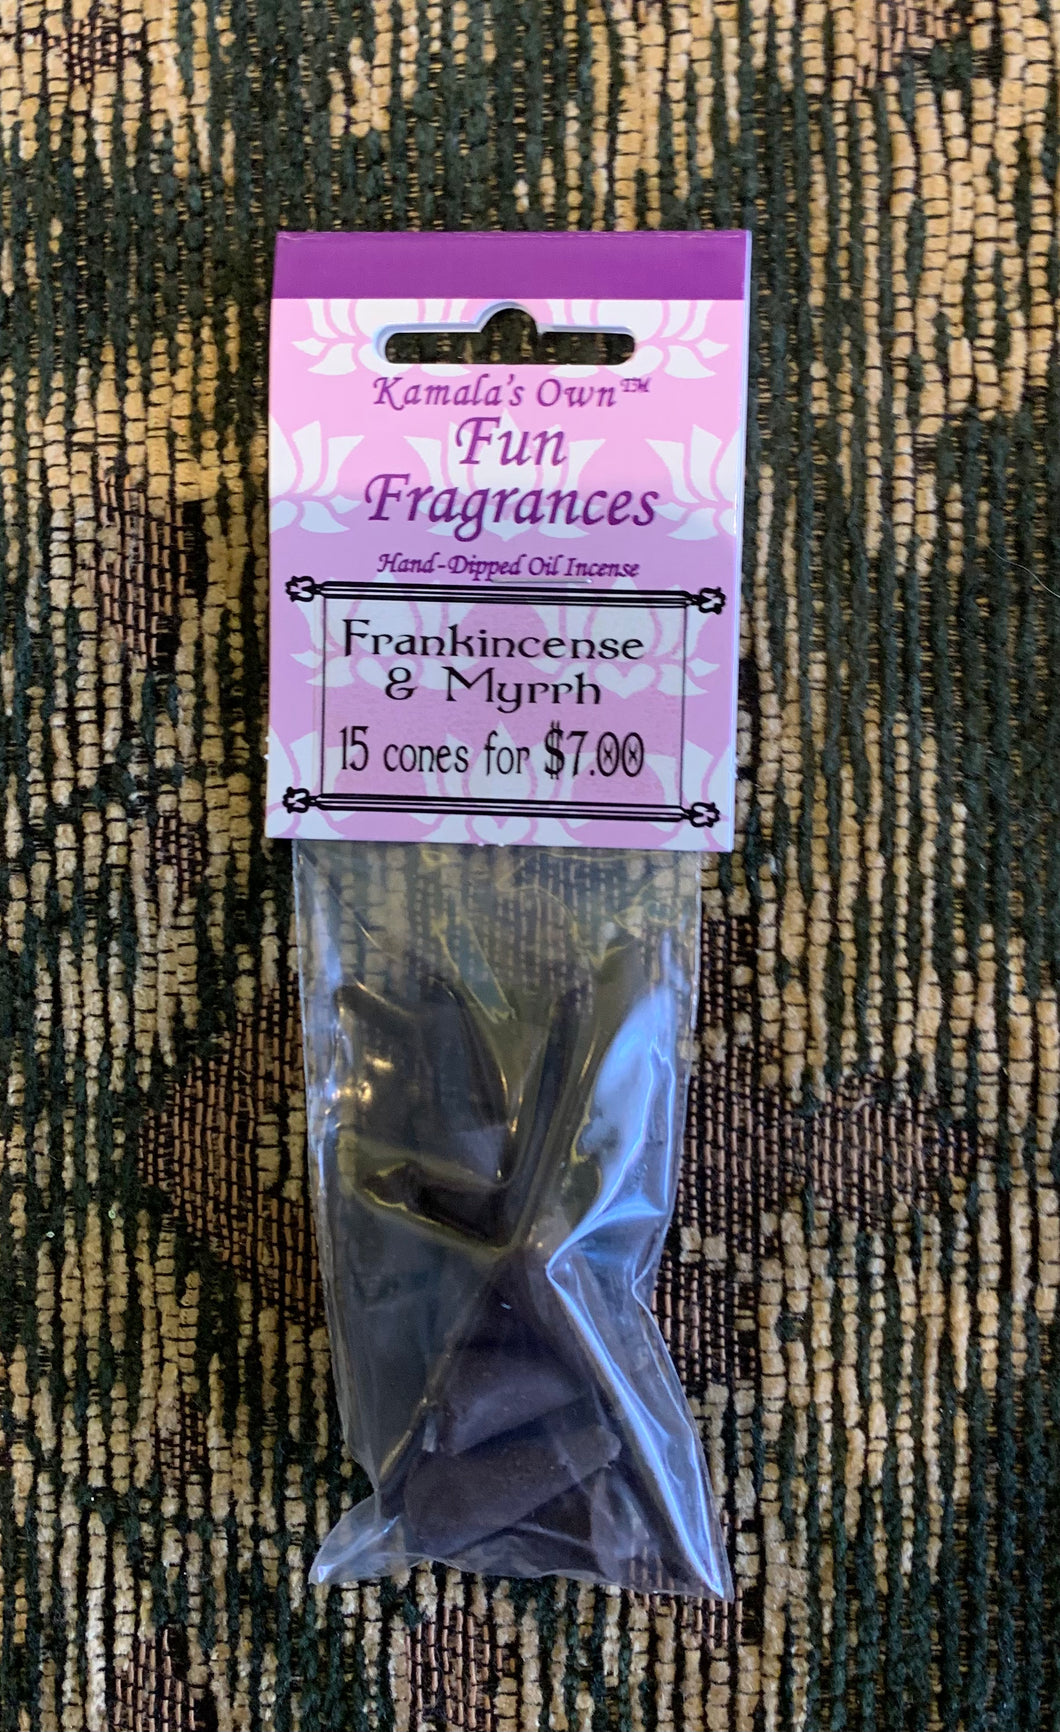 Kamala's Own™
Fun
Fragrances
Hand-Dipped Oil Incense
Frankincense
& Myrrh
15 cones for $7.00